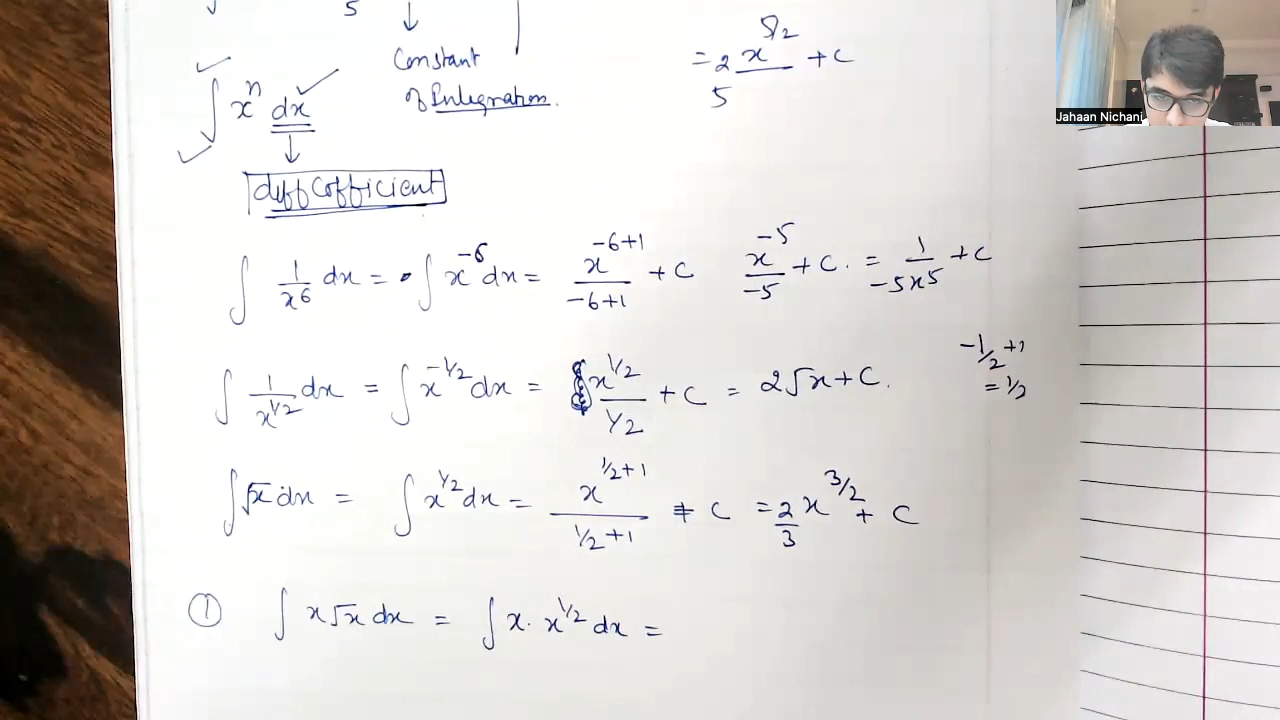 5 ↓
Constant
of Integration.
= 2 x^5/2 / 5 + C
∫ x^n dx
↓
diff Cofficient
∫ 1/x^6 dx = ∫ x^-6 dx = x^-6+1 / -6+1 + C x^-5 / -5 + C. = 1 / -5x^5 + C
∫ 1/x^1/2 dx = ∫ x^-1/2 dx = x^1/2 / 1/2 + C = 2√x + C.
-1/2 +1
= 1/2
∫ √x dx = ∫ x^1/2 dx = x^1/2+1 / 1/2+1 + C = 2/3 x^3/2 + C
① ∫ x√x dx = ∫ x. x^1/2 dx =
Jahaan Nichani